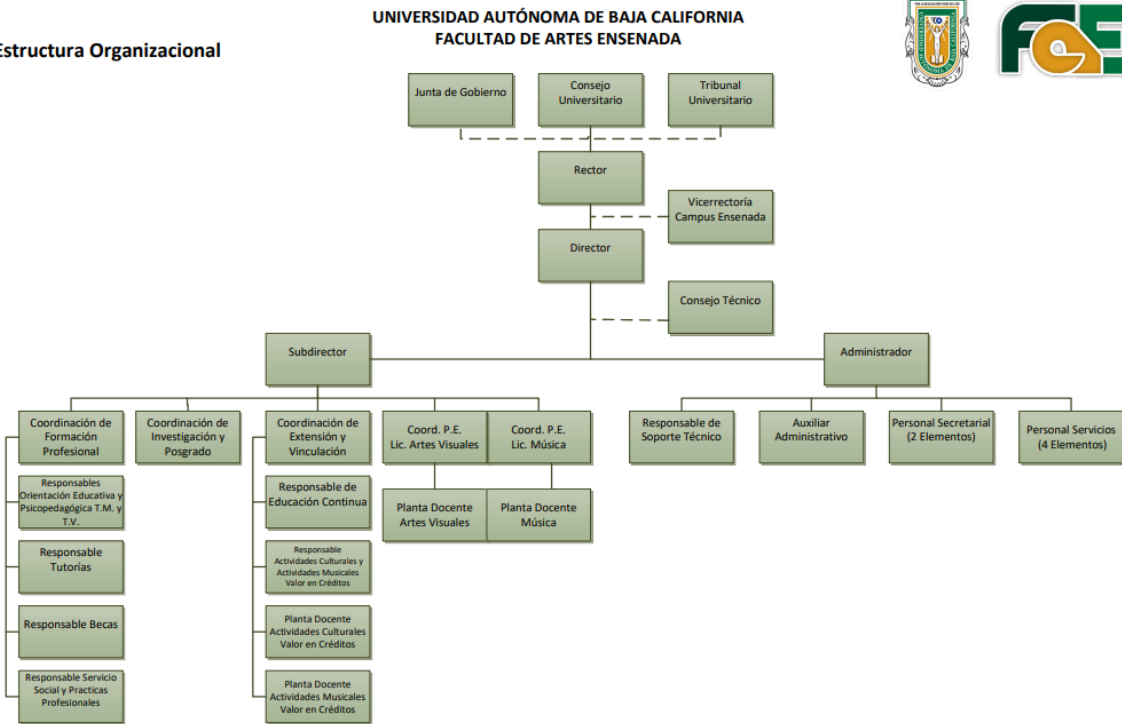 UNIVERSIDAD AUTÓNOMA DE BAJA CALIFORNIA
FACULTAD DE ARTES ENSENADA
Estructura Organizacional
Junta de Gobierno
Consejo
Universitario
Tribunal
Universitario
Rector
Vicerrectoría
Campus Ensenada
Director
Consejo Técnico
Subdirector
Administrador
Coordinación de
Formación
Profesional
Coordinación de
Investigación y
Posgrado
Coordinación de
Extensión y
Vinculación
Coord. P.E.
Lic. Artes Visuales
Coord. P.E.
Lic. Música
Responsable de
Soporte Técnico
Auxiliar
Administrativo
Personal Secretarial
(2 Elementos)
Personal Servicios
(4 Elementos)
Responsables
Orientación Educativa y
Psicopedagógica T.M. y
T.V.
Responsable de
Educación Continua
Planta Docente
Artes Visuales
Planta Docente
Música
Responsable
Tutorías
Responsable
Actividades Culturales y
Actividades Musicales
Valor en Créditos
Responsable Becas
Planta Docente
Actividades Culturales
Valor en Créditos
Responsable Servicio
Social y Practicas
Profesionales
Planta Docente
Actividades Musicales
Valor en Créditos